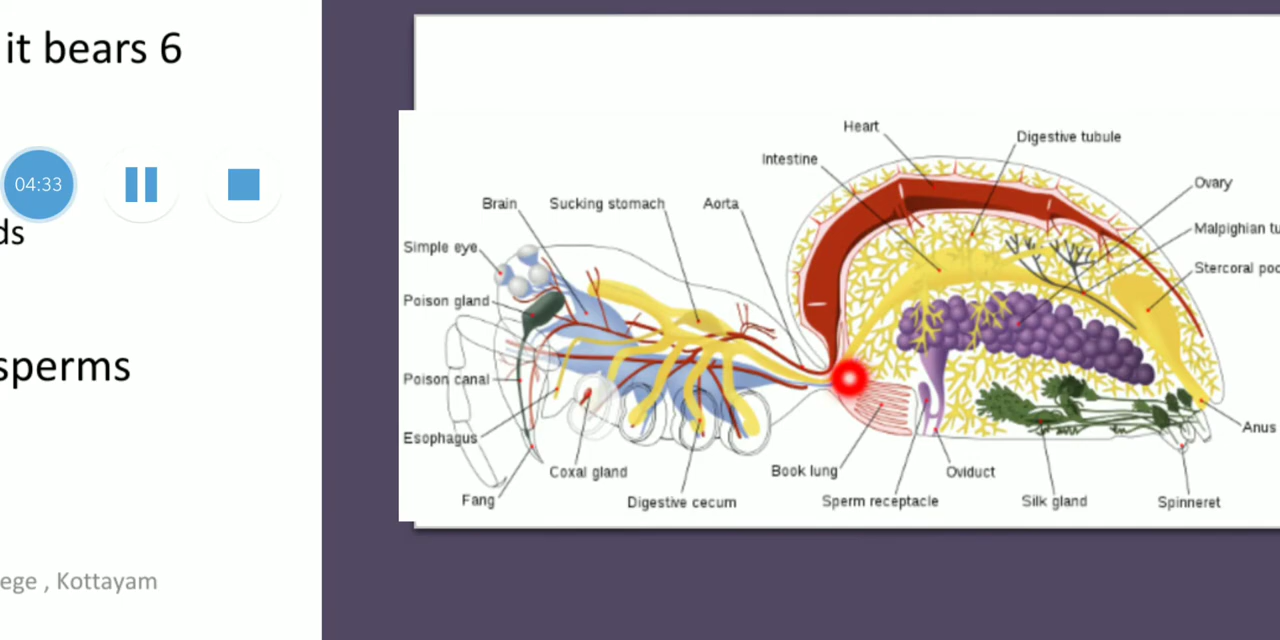 it bears 6
04:33
ds
sperms
ege , Kottayam
Heart
Digestive tubule
Intestine
Ovary
Brain
Sucking stomach
Aorta
Malpighian tu
Simple eye
Stercoral poc
Poison gland
Poison canal
Esophagus
Anus
Coxal gland
Book lung
Oviduct
Fang
Digestive cecum
Sperm receptacle
Silk gland
Spinneret